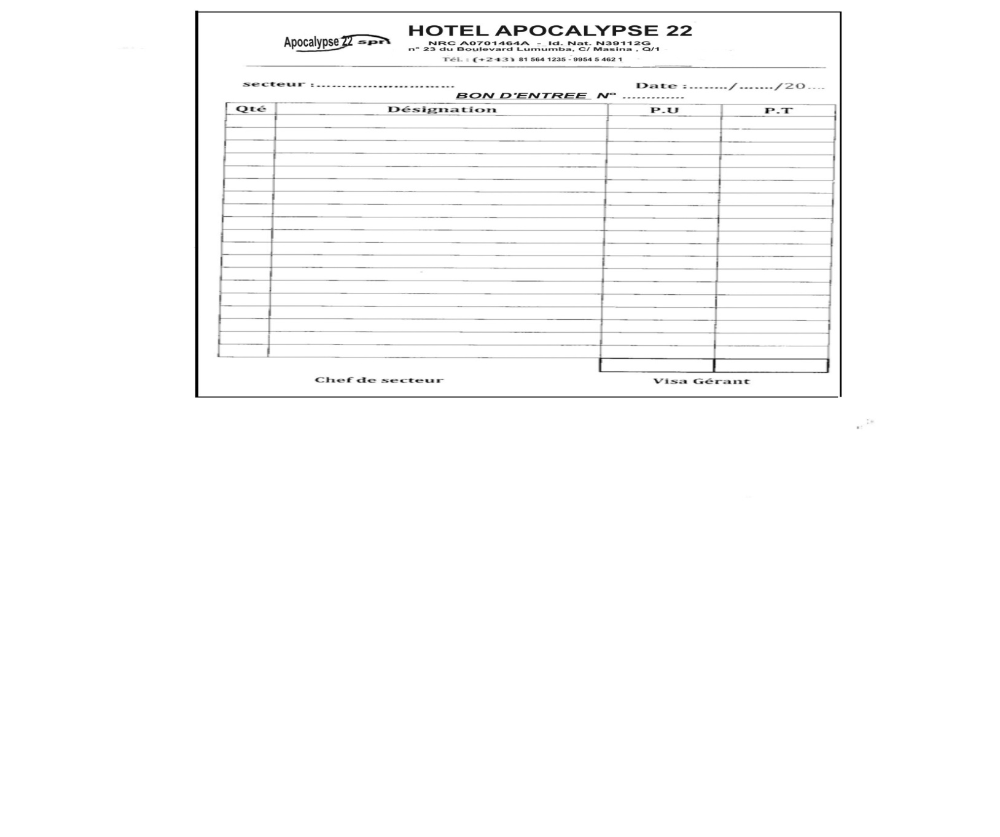 HOTEL APOCALYPSE 22
Apocalypse 22 sprl
NRC A0701464A - Id. Nat. N39112G
n° 23 du Boulevard Lumumba, C/ Masina , Q/1
Tél. : (+243) 81 564 1235 - 9954 5 462 1
secteur :............................ Date :......../......./20....
BON D'ENTREE N° .............
Qté Désignation P.U P.T
Chef de secteur Visa Gérant